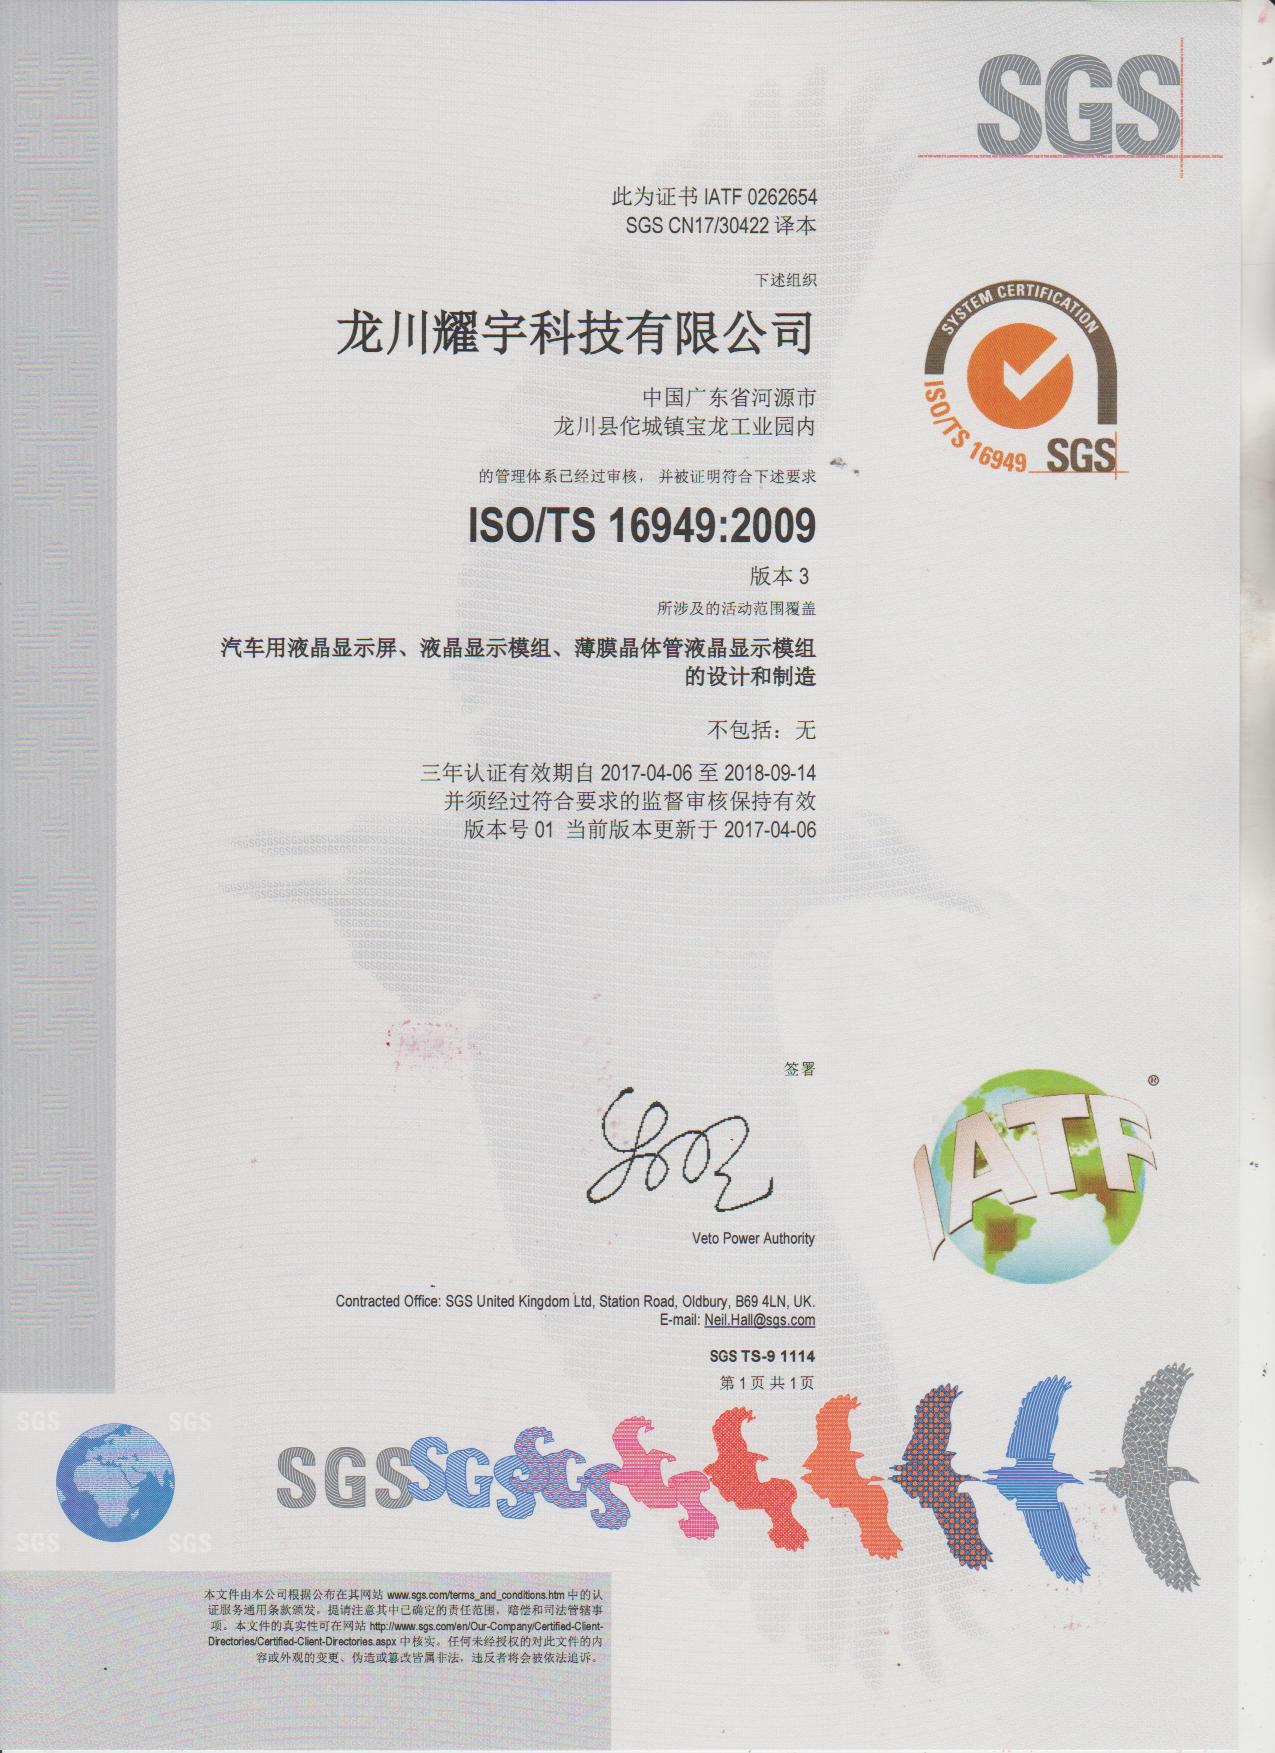 SGS
此为证书 IATF 0262654
SGS CN17/30422 译本
下述组织
龙川耀宇科技有限公司
中国广东省河源市
龙川县佗城镇宝龙工业园内
SYSTEM CERTIFICATION
ISO/TS 16949
SGS
的管理体系已经过审核， 并被证明符合下述要求
ISO/TS 16949:2009
版本 3
所涉及的活动范围覆盖
汽车用液晶显示屏、液晶显示模组、薄膜晶体管液晶显示模组
的设计和制造
不包括：无
三年认证有效期自 2017-04-06 至 2018-09-14
并须经过符合要求的监督审核保持有效
版本号 01 当前版本更新于 2017-04-06
签署
IATF®
Veto Power Authority
Contracted Office: SGS United Kingdom Ltd, Station Road, Oldbury, B69 4LN, UK.
E-mail: Neil.Hall@sgs.com
SGS TS-9 1114
第 1 页 共 1 页
SGS SGS
SGS SGS SGS
SGS SGS
本文件由本公司根据公布在其网站 www.sgs.com/terms_and_conditions.htm 中的认
证服务通用条款颁发。提请注意其中已确定的责任范围，赔偿和司法管辖事
项。本文件的真实性可在网站 http://www.sgs.com/en/Our-Company/Certified-Client-
Directories/Certified-Client-Directories.aspx 中核实。任何未经授权的对此文件的内
容或外观的变更、伪造或篡改皆属非法，违反者将会被依法追诉。